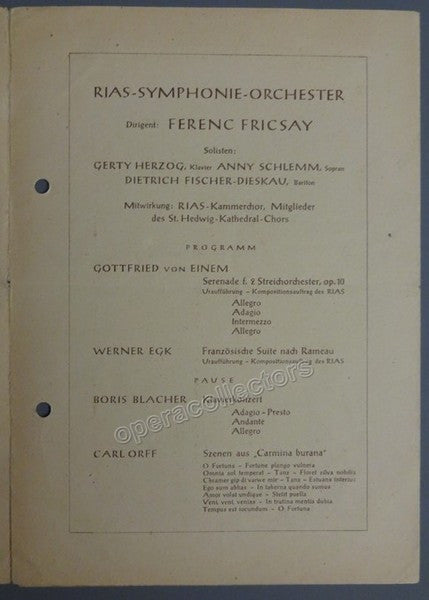 RIAS-SYMPHONIE-ORCHESTER
Dirigent: FERENC FRICSAY
Solisten:
GERTY HERZOG, Klavier ANNY SCHLEMM, Sopran
DIETRICH FISCHER-DIESKAU, Bariton
Mitwirkung: RIAS-Kammerchor, Mitglieder
des St. Hedwig-Kathedral-Chors
PROGRAMM
GOTTFRIED VON EINEM
Serenade f. 2 Streichorchester, op. 10
Uraufführung - Kompositionsauftrag des RIAS
Allegro
Adagio
Intermezzo
Allegro
WERNER EGK Französische Suite nach Rameau
Uraufführung - Kompositionsauftrag des RIAS
PAUSE
BORIS BLACHER Klavierkonzert
Adagio - Presto
Andante
Allegro
operacollectors
CARL ORFF Szenen aus „Carmina burana"
O Fortuna - Fortune plango vulnera
Omnia sol temperat - Tanz - Floret silva nobilis
Chramer gip di varwe mir - Tanz - Estuans interius
Ego sum abbas - In taberna quando sumus
Amor volat undique - Stetit puella
Veni veni venias - In trutina mentis dubia
Tempus est iocundum - O Fortuna